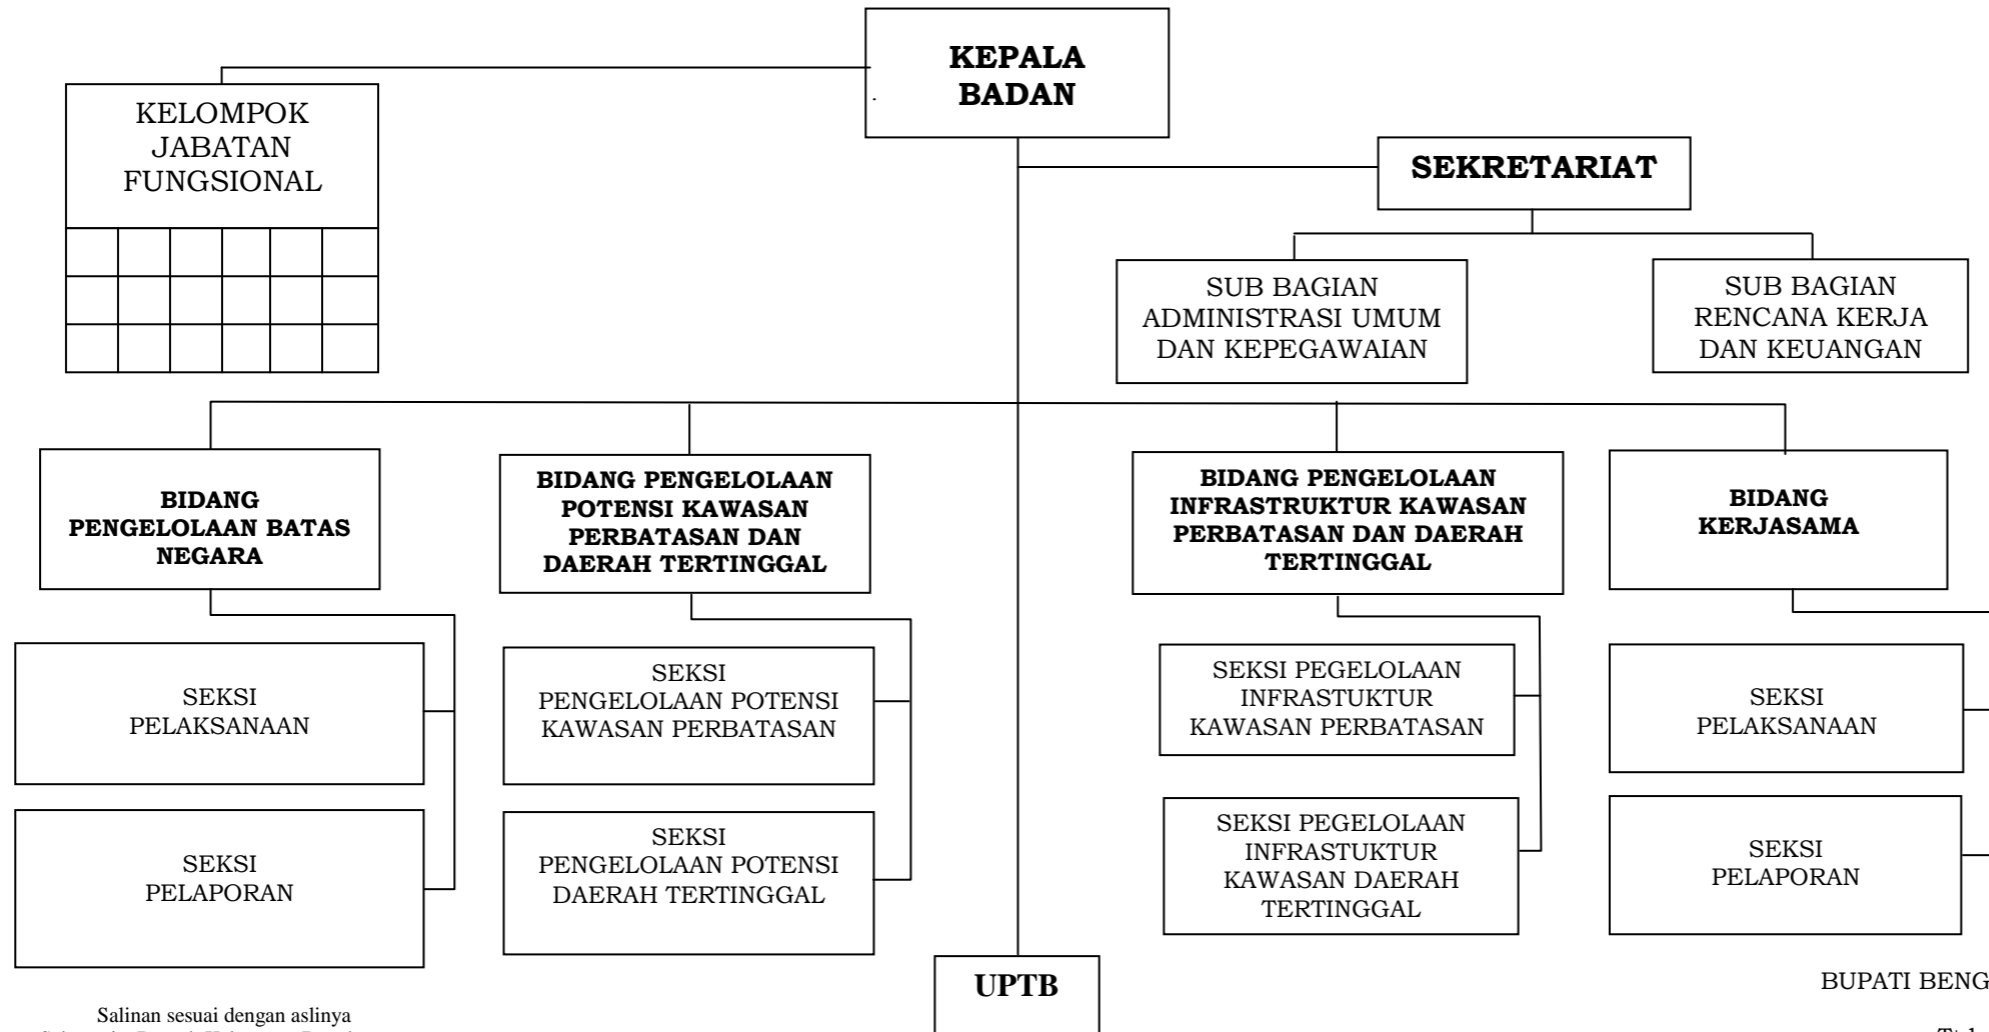 KEPALA
BADAN
KELOMPOK
JABATAN
FUNGSIONAL
SEKRETARIAT
SUB BAGIAN
ADMINISTRASI UMUM
DAN KEPEGAWAIAN
SUB BAGIAN
RENCANA KERJA
DAN KEUANGAN
BIDANG
PENGELOLAAN BATAS
NEGARA
BIDANG PENGELOLAAN
POTENSI KAWASAN
PERBATASAN DAN
DAERAH TERTINGGAL
BIDANG PENGELOLAAN
INFRASTRUKTUR KAWASAN
PERBATASAN DAN DAERAH
TERTINGGAL
BIDANG
KERJASAMA
SEKSI
PELAKSANAAN
SEKSI
PENGELOLAAN POTENSI
KAWASAN PERBATASAN
SEKSI PEGELOLAAN
INFRASTUKTUR
KAWASAN PERBATASAN
SEKSI
PELAKSANAAN
SEKSI
PELAPORAN
SEKSI
PENGELOLAAN POTENSI
DAERAH TERTINGGAL
SEKSI PEGELOLAAN
INFRASTUKTUR
KAWASAN DAERAH
TERTINGGAL
SEKSI
PELAPORAN
UPTB
BUPATI BENG
Salinan sesuai dengan aslinya